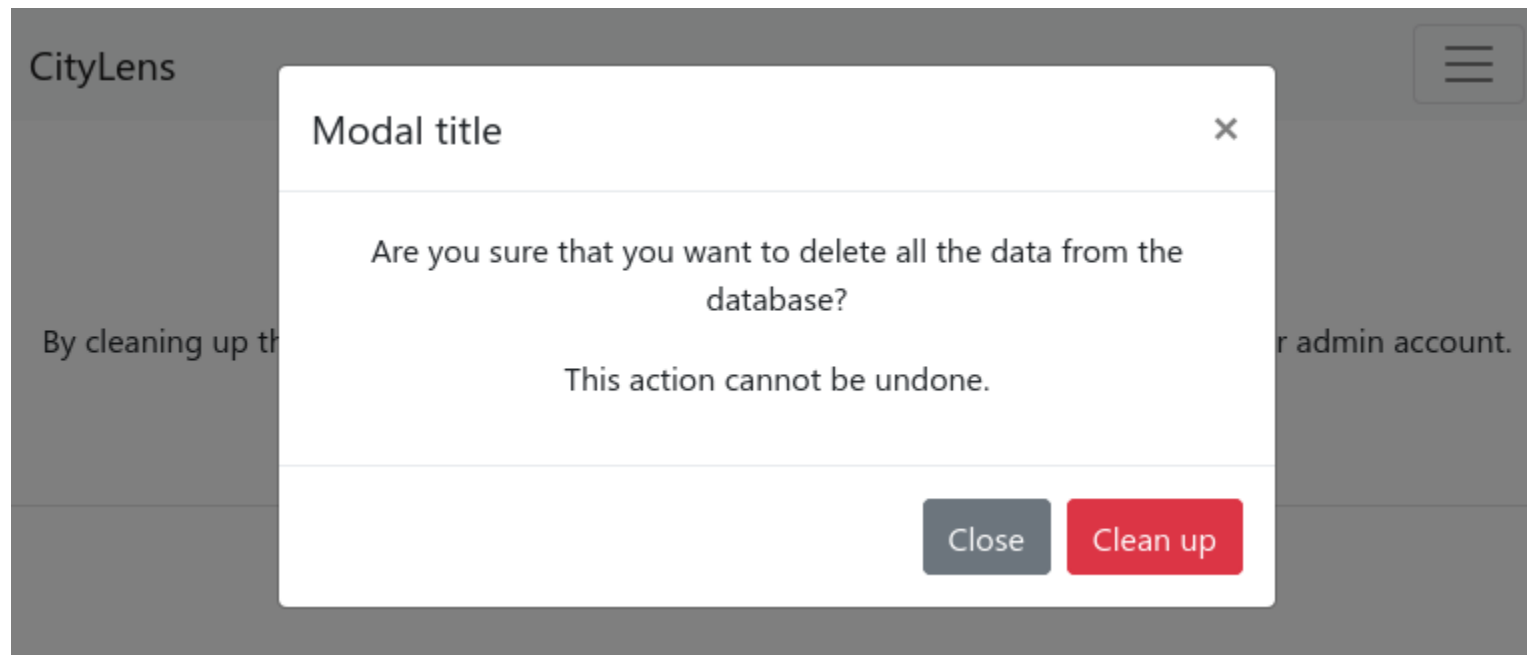 CityLens
Modal title
×
Are you sure that you want to delete all the data from the
database?
By cleaning up
r admin account.
This action cannot be undone.
Close
Clean up